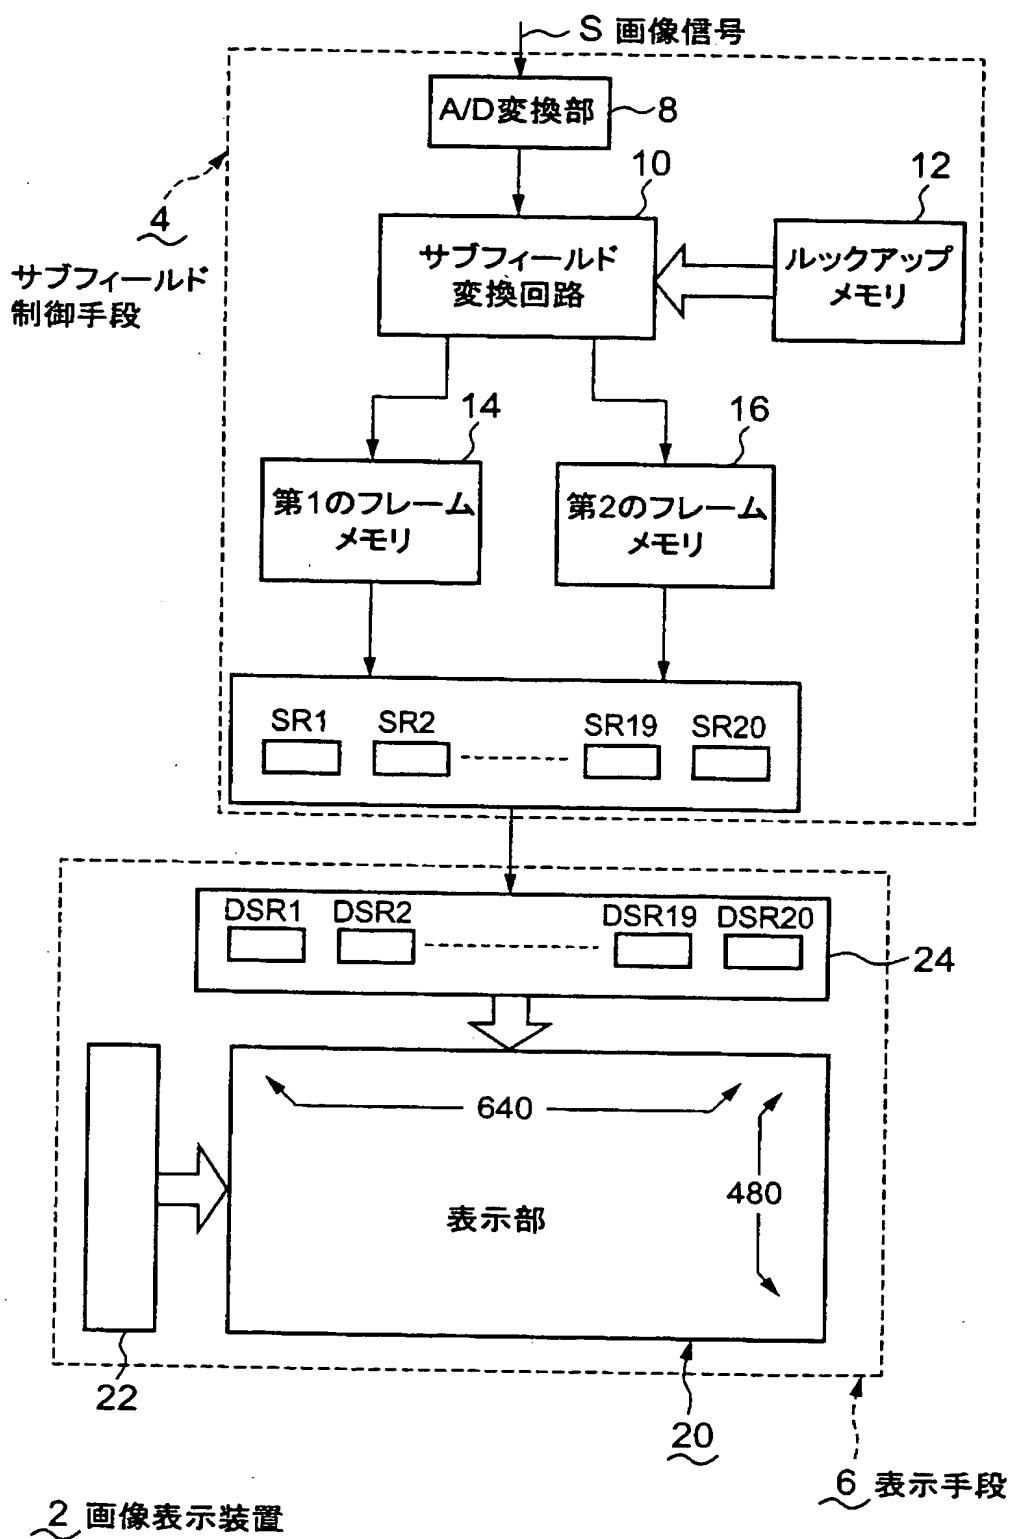 S 画像信号
A/D変換部
8
10
12
4
サブフィールド
制御手段
サブフィールド
変換回路
ルックアップ
メモリ
14
16
第1のフレーム
メモリ
第2のフレーム
メモリ
SR1 SR2 SR19 SR20
DSR1 DSR2 DSR19 DSR20
24
640
480
表示部
22
20
6 表示手段
2 画像表示装置